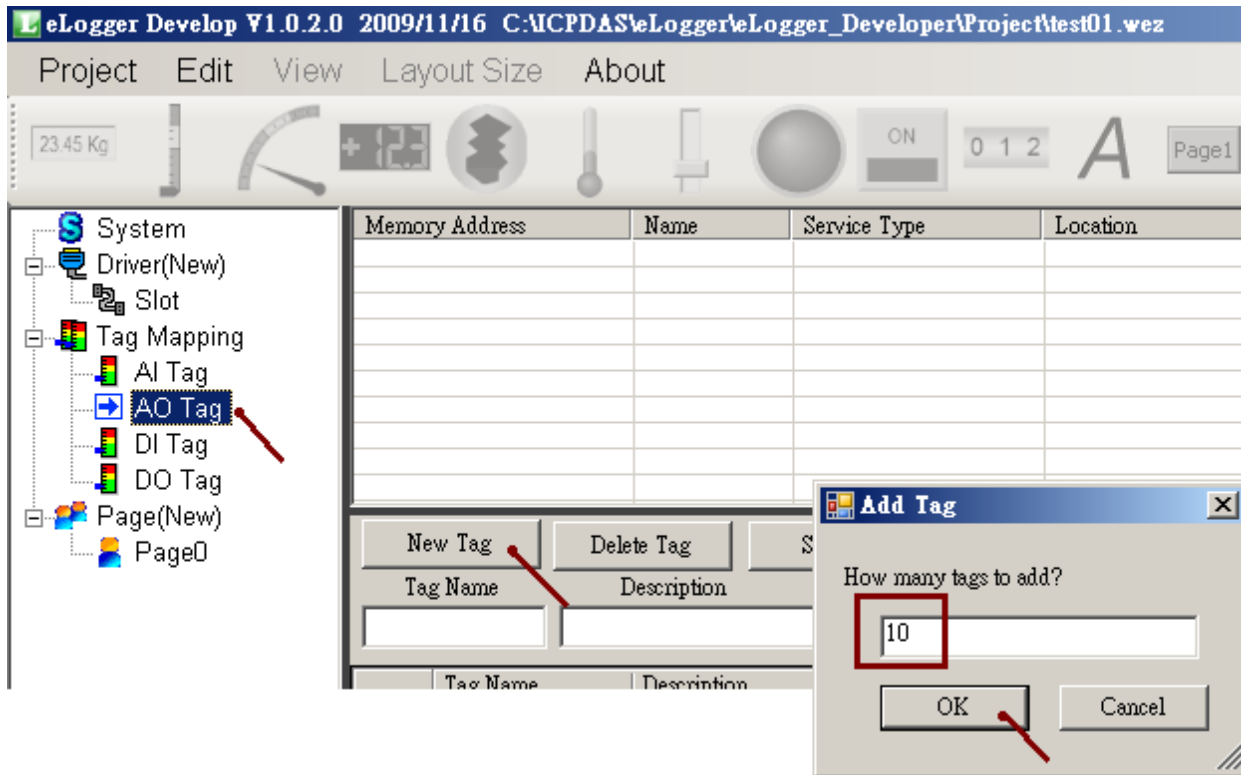 eLogger Develop V1.0.2.0 2009/11/16 C:\ICPDAS\eLogger\eLogger_Developer\Project\test01.wez
Project Edit View Layout Size About
23.45 Kg + 12.3 ON 0 1 2 A Page1
System
Driver(New)
Slot
Tag Mapping
AI Tag
AO Tag
DI Tag
DO Tag
Page(New)
Page0
Memory Address Name Service Type Location
New Tag Delete Tag S
Tag Name Description
Tag Name Description
Add Tag
How many tags to add?
10
OK Cancel